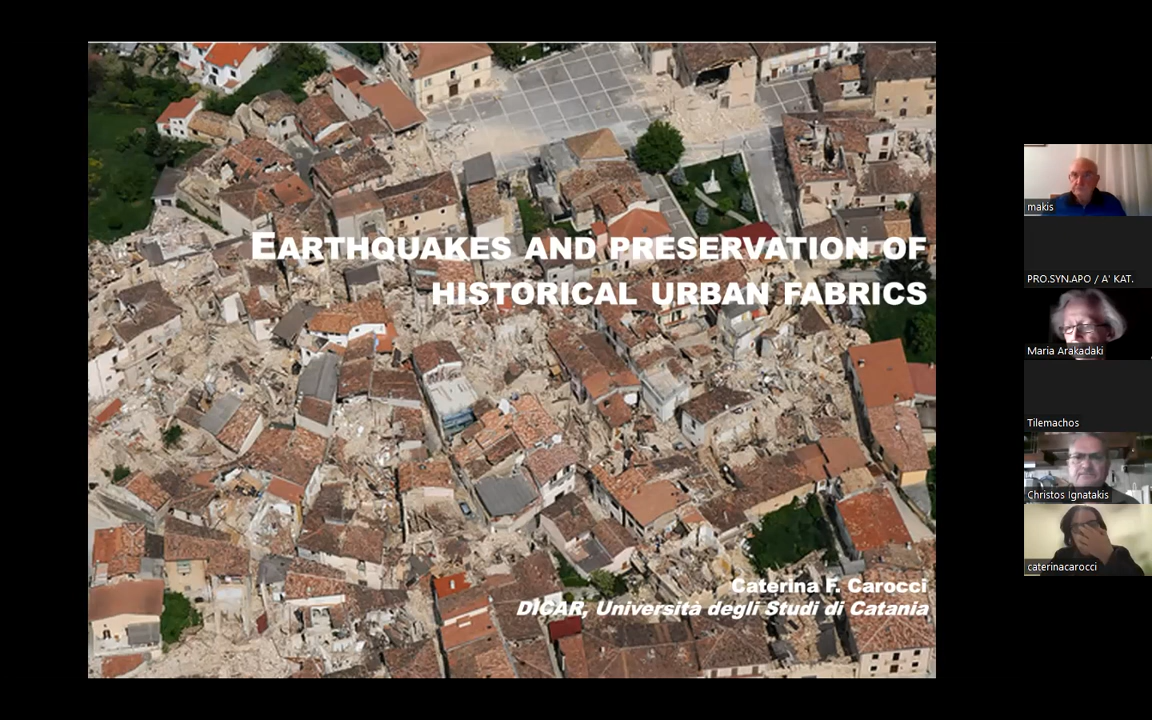 EARTHQUAKES AND PRESERVATION OF
HISTORICAL URBAN FABRICS
Caterina F. Carocci
DICAR, Università degli Studi di Catania
makis
PRO.SYN.APO / A' KAT.
Maria Arakadaki
Tilemachos
Christos Ignatakis
caterinacarocci